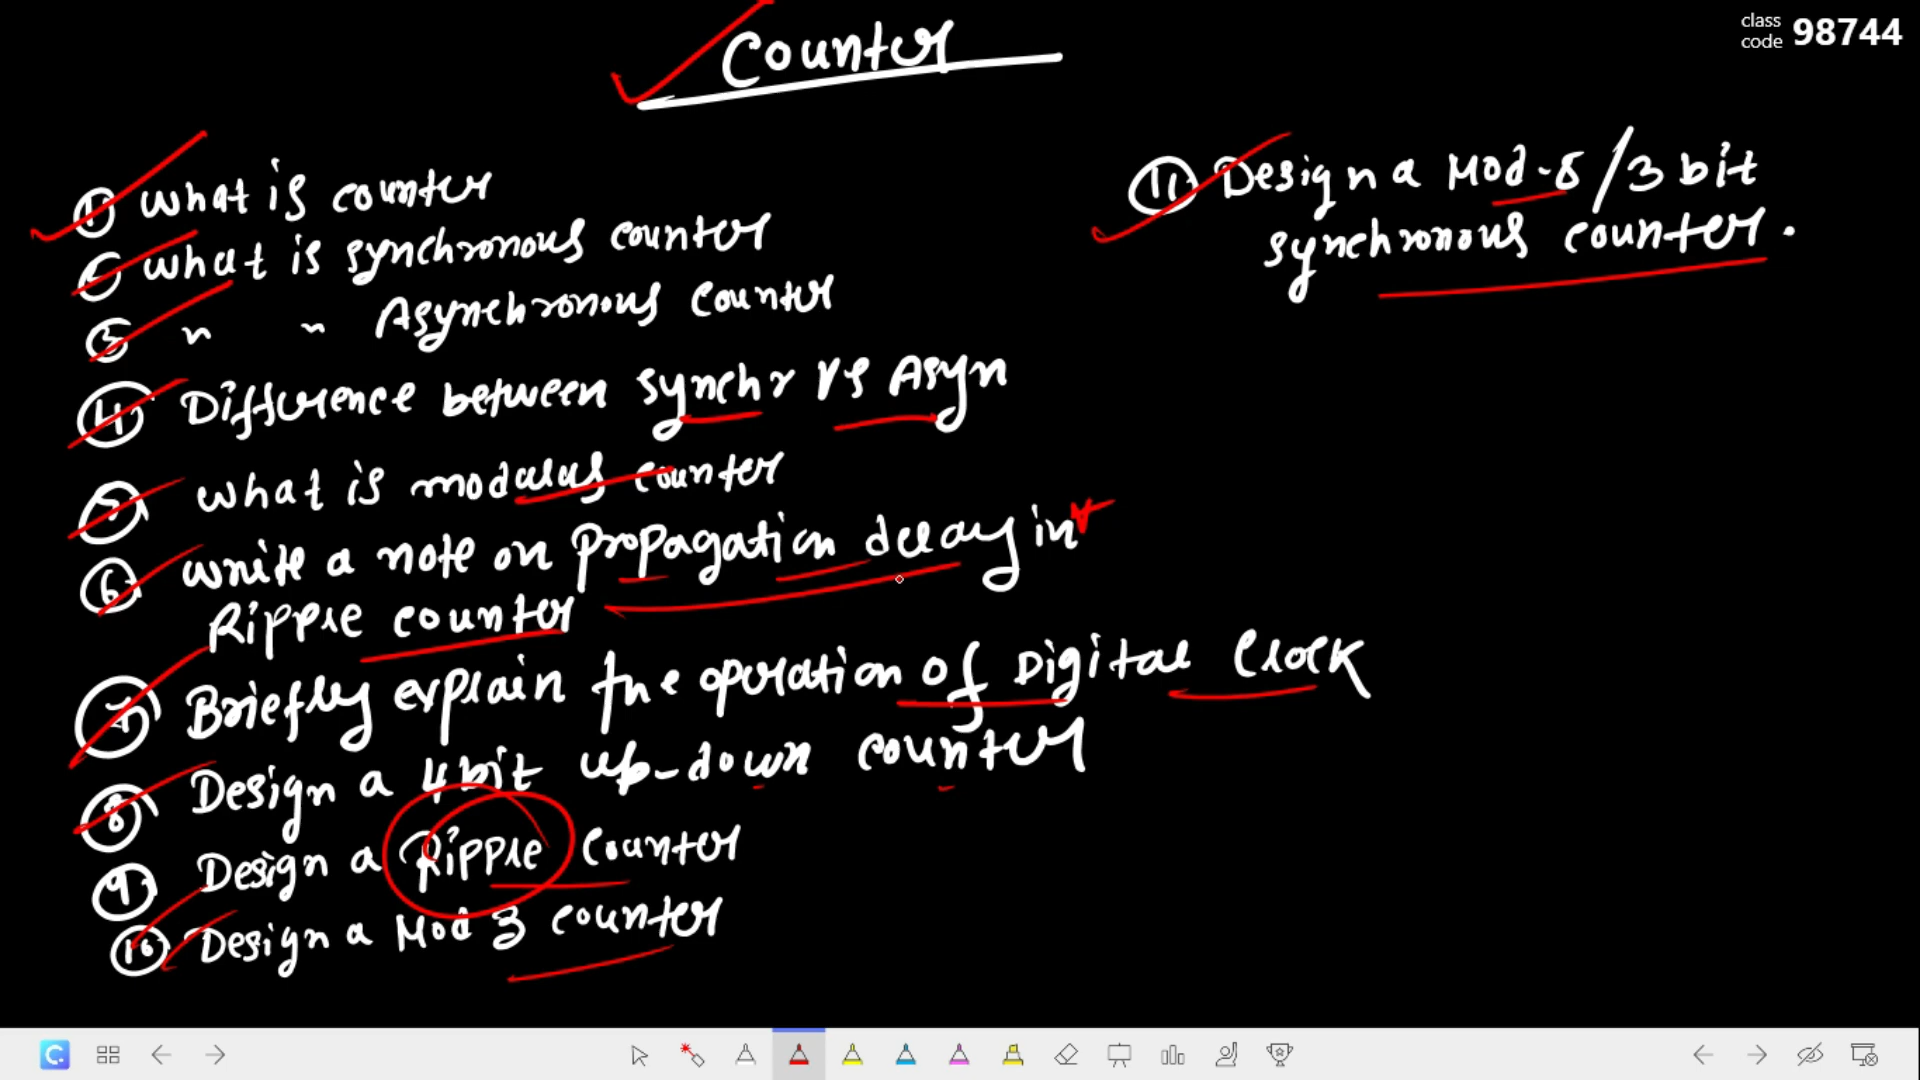 Counter
class code 98744
① What is counter
② What is synchronous counter
③ " " Asynchronous Counter
④ Difference between synchr vs Asyn
⑤ what is modulus counter
⑥ write a note on propagation delay in
Ripple counter
⑦ Briefly explain the operation of Digital Clock
⑧ Design a 4 bit up-down counter
⑨ Design a Ripple Counter
⑩ Design a Mod 3 counter
⑪ Design a Mod-8/3 bit
synchronous counter.